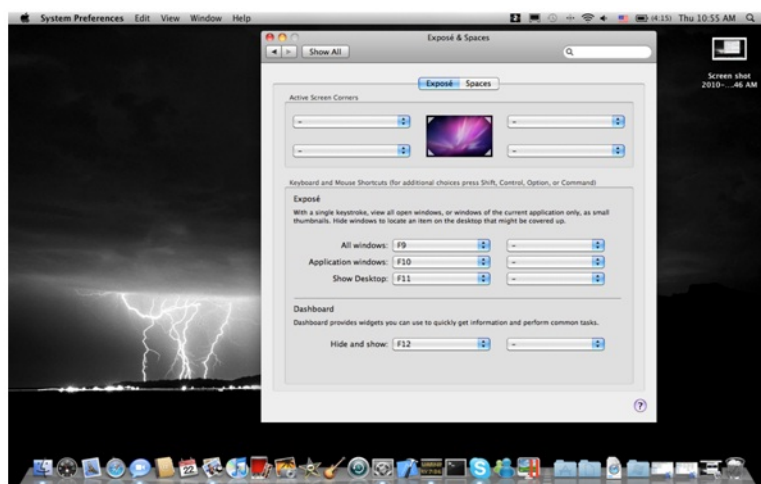 System Preferences Edit View Window Help (4:15) Thu 10:55 AM
Exposé & Spaces
Show All
Screen shot
2010-...46 AM
Exposé Spaces
Active Screen Corners
- -
- -
Keyboard and Mouse Shortcuts (for additional choices press Shift, Control, Option, or Command)
Exposé
With a single keystroke, view all open windows, or windows of the current application only, as small
thumbnails. Hide windows to locate an item on the desktop that might be covered up.
All windows: F9 -
Application windows: F10 -
Show Desktop: F11 -
Dashboard
Dashboard provides widgets you can use to quickly get information and perform common tasks.
Hide and show: F12 -
?
22